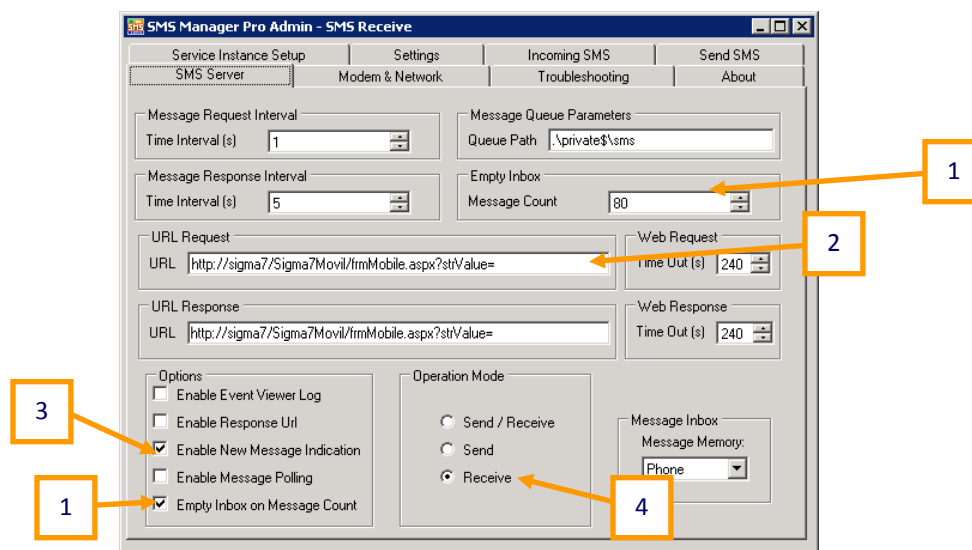 SMS Manager Pro Admin - SMS Receive
Service Instance Setup Settings Incoming SMS Send SMS
SMS Server Modem & Network Troubleshooting About
Message Request Interval
Time Interval (s) 1
Message Queue Parameters
Queue Path .\private$\sms
Message Response Interval
Time Interval (s) 5
Empty Inbox
Message Count 80
1
URL Request
URL http://sigma7/Sigma7Movil/frmMobile.aspx?strValue=
2
Web Request
Time Out (s) 240
URL Response
URL http://sigma7/Sigma7Movil/frmMobile.aspx?strValue=
Web Response
Time Out (s) 240
Options
Enable Event Viewer Log
Enable Response Url
Enable New Message Indication
Enable Message Polling
Empty Inbox on Message Count
3
1
Operation Mode
Send / Receive
Send
Receive
4
Message Inbox
Message Memory:
Phone